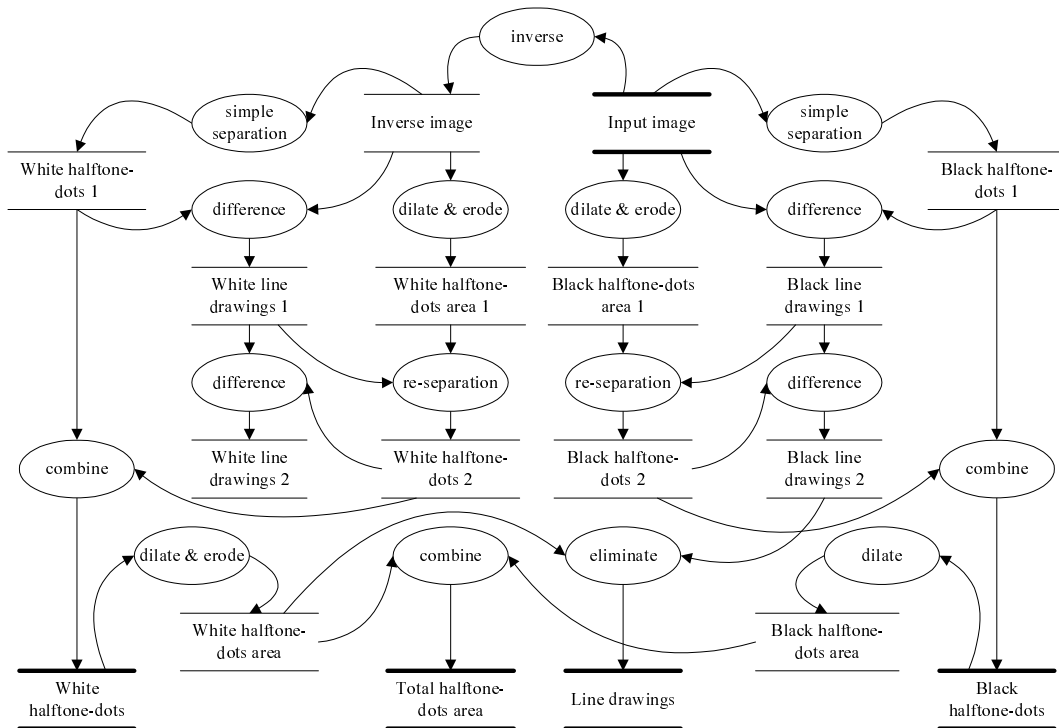 inverse
simple
separation
Inverse image
Input image
simple
separation
White halftone-
dots 1
Black halftone-
dots 1
difference
dilate & erode
dilate & erode
difference
White line
drawings 1
White halftone-
dots area 1
Black halftone-dots
area 1
Black line
drawings 1
difference
re-separation
re-separation
difference
combine
White line
drawings 2
White halftone-
dots 2
Black halftone-
dots 2
Black line
drawings 2
combine
dilate & erode
combine
eliminate
dilate
White halftone-
dots area
Black halftone-
dots area
White
halftone-dots
Total halftone-
dots area
Line drawings
Black
halftone-dots